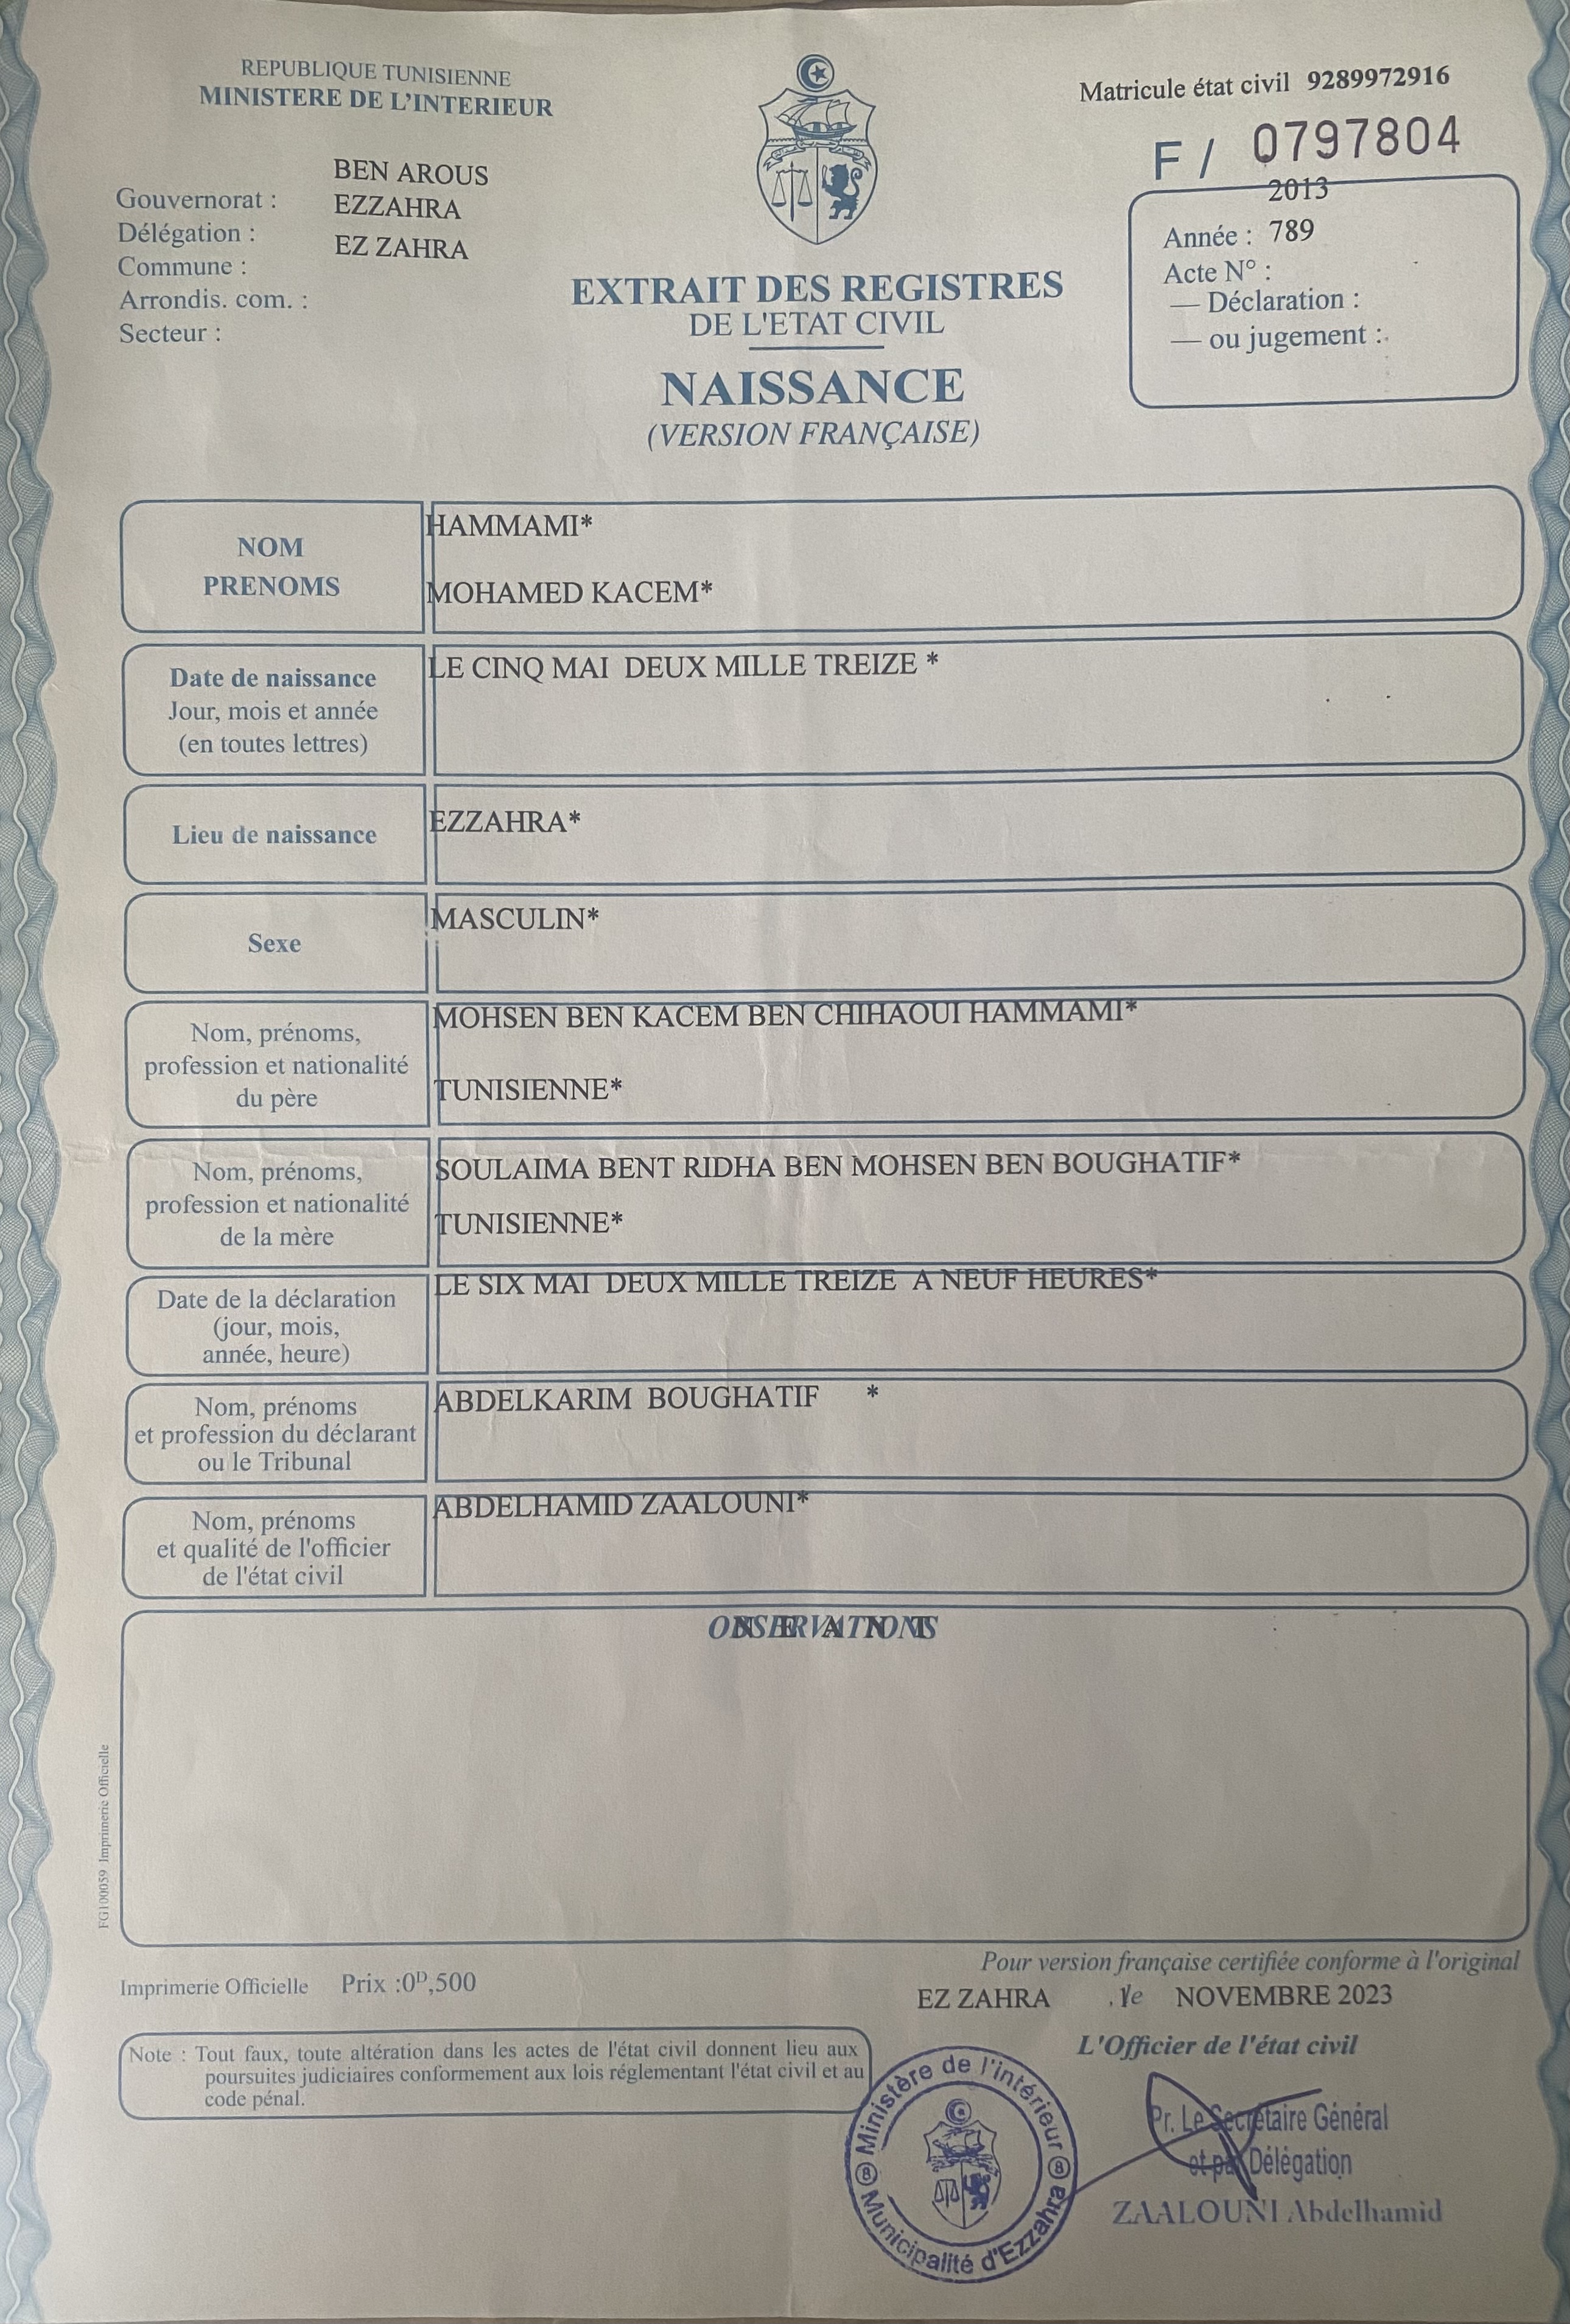 REPUBLIQUE TUNISIENNE
MINISTERE DE L'INTERIEUR
Matricule état civil 9289972916
F / 0797804
BEN AROUS
Gouvernorat :
EZZAHRA
Délégation :
EZ ZAHRA
Commune :
Arrondis. com. :
Secteur :
2013
Année : 789
Acte N° :
— Déclaration :
— ou jugement :
EXTRAIT DES REGISTRES
DE L'ETAT CIVIL
NAISSANCE
(VERSION FRANÇAISE)
NOM
PRENOMS
HAMMAMI*
MOHAMED KACEM*
Date de naissance
Jour, mois et année
(en toutes lettres)
LE CINQ MAI DEUX MILLE TREIZE *
Lieu de naissance
EZZAHRA*
Sexe
MASCULIN*
Nom, prénoms,
profession et nationalité
du père
MOHSEN BEN KACEM BEN CHIHAOUI HAMMAMI*
TUNISIENNE*
Nom, prénoms,
profession et nationalité
de la mère
SOULAIMA BENT RIDHA BEN MOHSEN BEN BOUGHATIF*
TUNISIENNE*
Date de la déclaration
(jour, mois,
année, heure)
LE SIX MAI DEUX MILLE TREIZE A NEUF HEURES*
Nom, prénoms
et profession du déclarant
ou le Tribunal
ABDELKARIM BOUGHATIF *
Nom, prénoms
et qualité de l'officier
de l'état civil
ABDELHAMID ZAALOUNI*
OBSERVATIONS
N E A N T
FG100059 Imprimerie Officielle
Imprimerie Officielle Prix :0ᴰ,500
Pour version française certifiée conforme à l'original
EZ ZAHRA , le NOVEMBRE 2023
L'Officier de l'état civil
Note : Tout faux, toute altération dans les actes de l'état civil donnent lieu aux
poursuites judiciaires conformement aux lois réglementant l'état civil et au
code pénal.
Ministère de l'intérieur
8 8
Municipalité d'Ezzahra
Pr. Le Secrétaire Général
et par Délégation
ZAALOUNI Abdelhamid